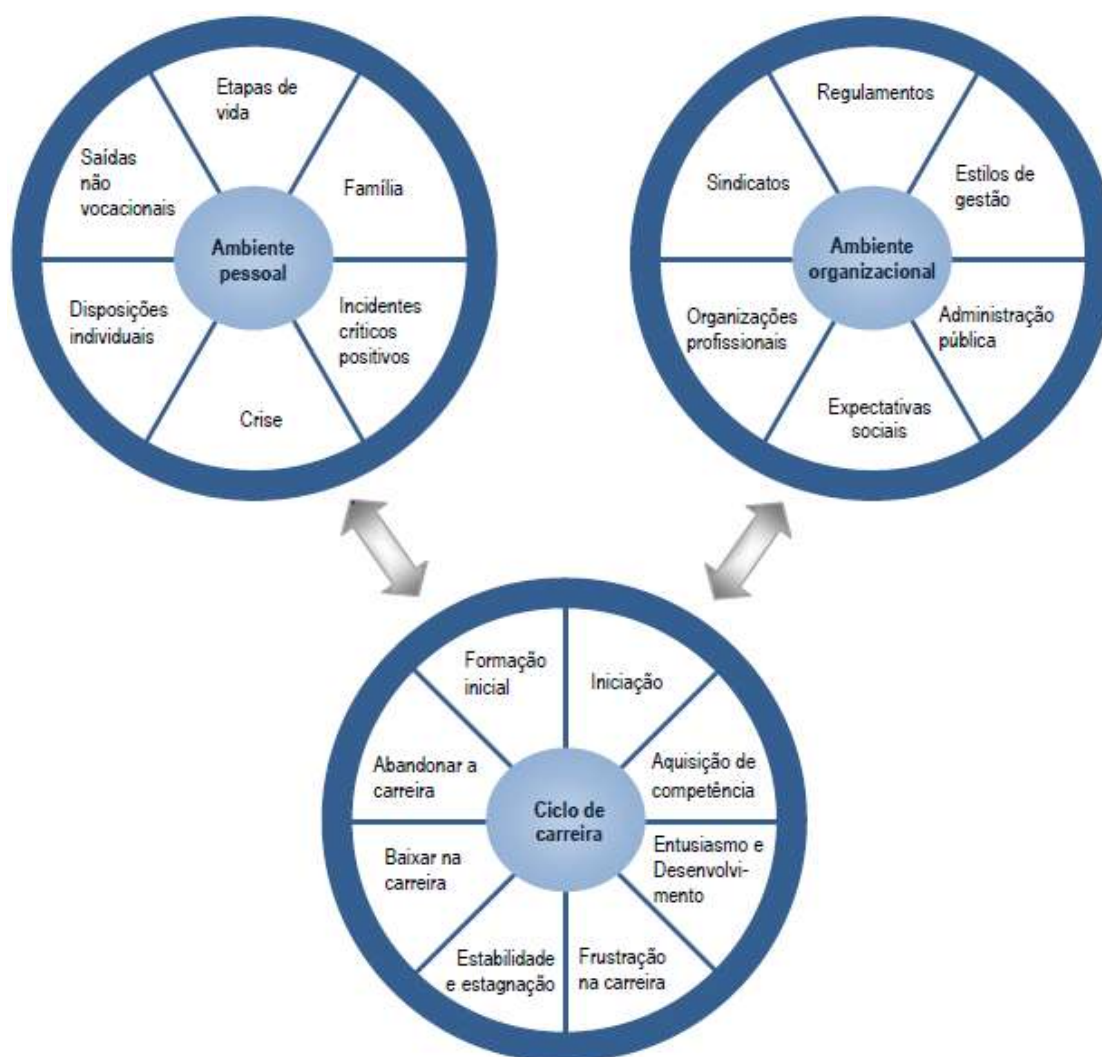 Etapas de
vida
Família
Incidentes
críticos
positivos
Crise
Disposições
individuais
Saídas
não
vocacionais
Ambiente
pessoal
Regulamentos
Estilos de
gestão
Administração
pública
Expectativas
sociais
Organizações
profissionais
Sindicatos
Ambiente
organizacional
Formação
inicial
Iniciação
Aquisição de
competência
Entusiasmo e
Desenvolvi-
mento
Frustração
na carreira
Estabilidade
e estagnação
Baixar na
carreira
Abandonar a
carreira
Ciclo de
carreira